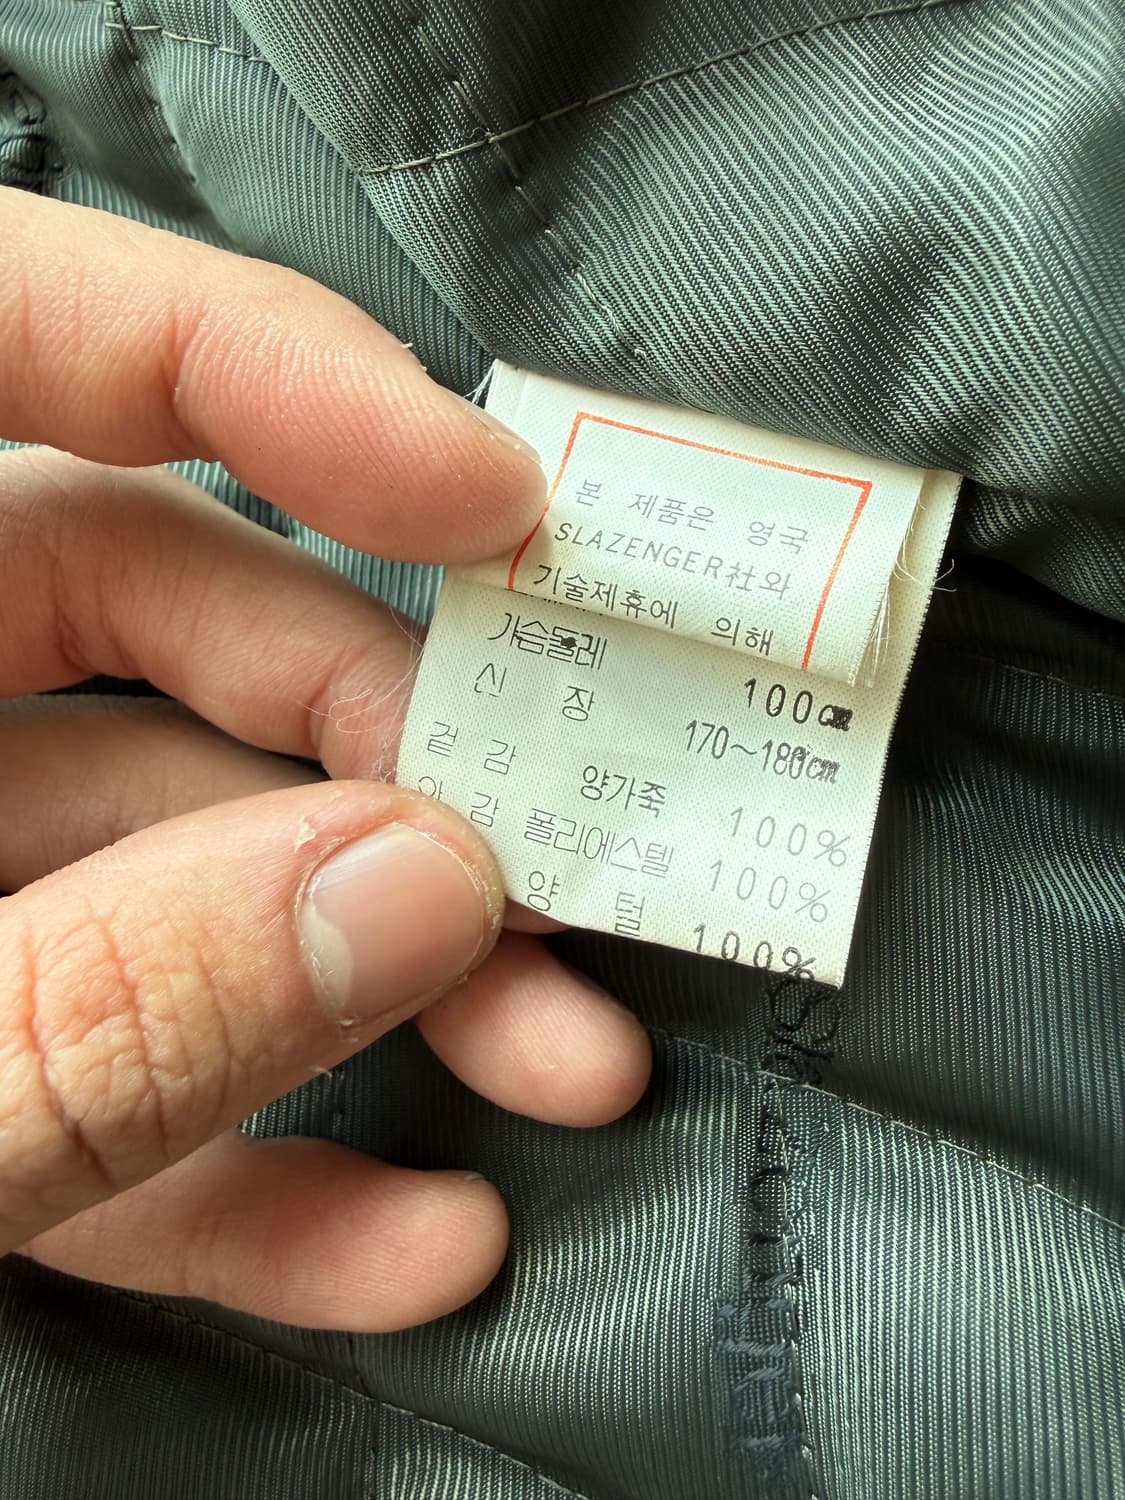 본 제품은 영국
SLAZENGER社와
기술제휴에 의해
가슴둘레 100㎝
신 장 170~180㎝
겉 감 양가죽 100%
안 감 폴리에스텔 100%
양 털 100%